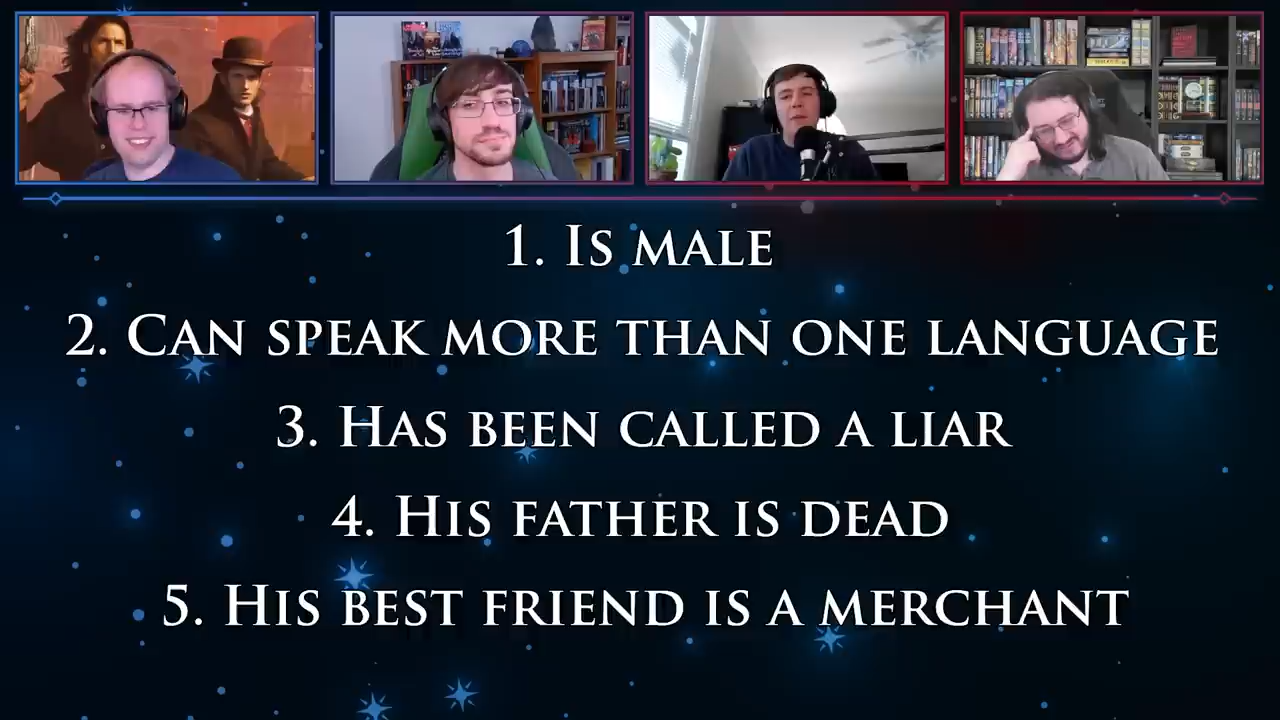 1. Is male
2. Can speak more than one language
3. Has been called a liar
4. His father is dead
5. His best friend is a merchant